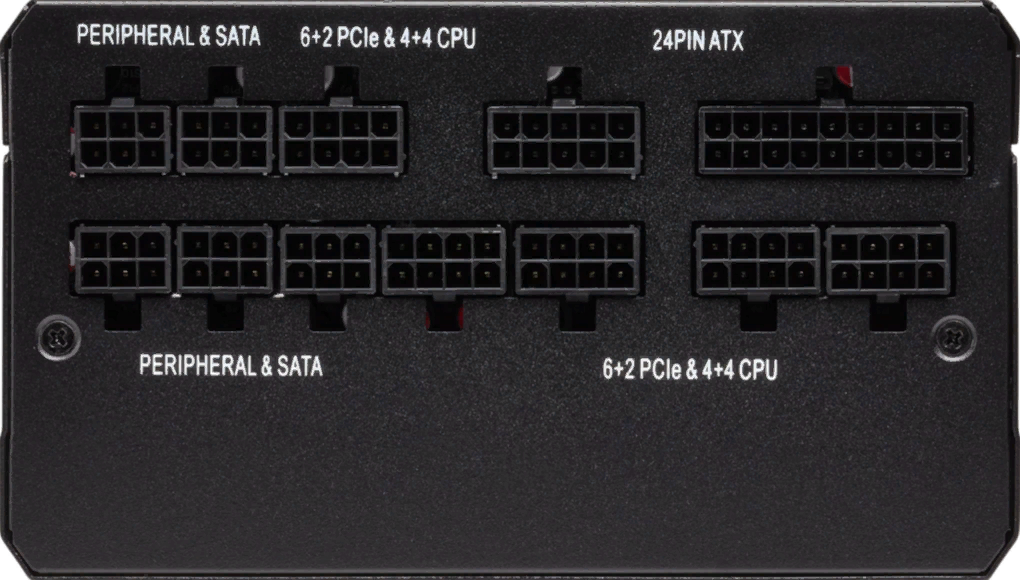 PERIPHERAL & SATA
6+2 PCIe & 4+4 CPU
24PIN ATX
PERIPHERAL & SATA
6+2 PCIe & 4+4 CPU